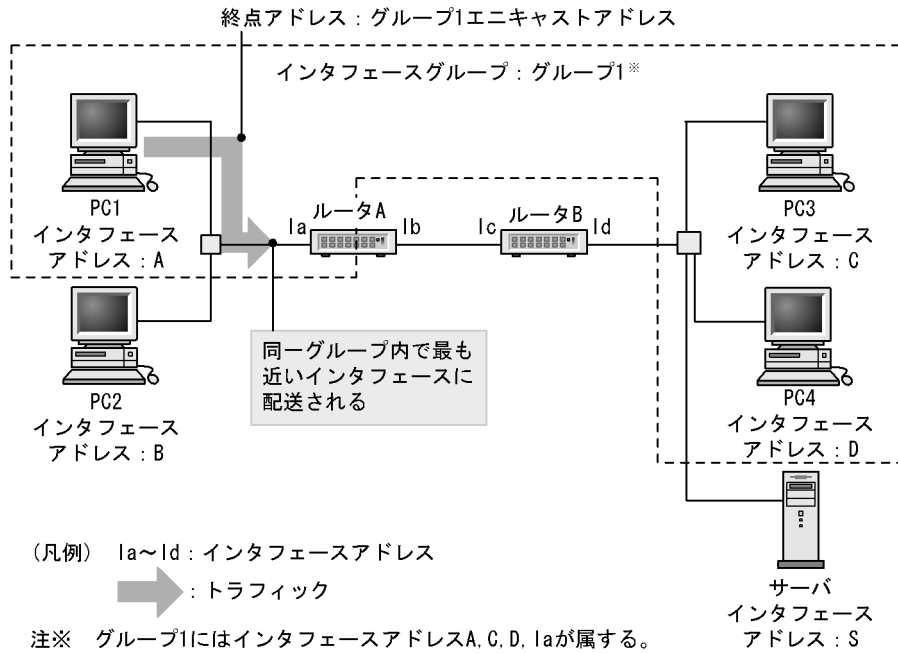 終点アドレス：グループ1エニキャストアドレス
インタフェースグループ：グループ1※
PC1
インタフェース
アドレス：A
ルータA
Ia
Ib
ルータB
Ic
Id
PC3
インタフェース
アドレス：C
同一グループ内で最も
近いインタフェースに
配送される
PC2
インタフェース
アドレス：B
PC4
インタフェース
アドレス：D
サーバ
インタフェース
アドレス：S
(凡例) Ia～Id：インタフェースアドレス
：トラフィック
注※ グループ1にはインタフェースアドレスA,C,D,Iaが属する。